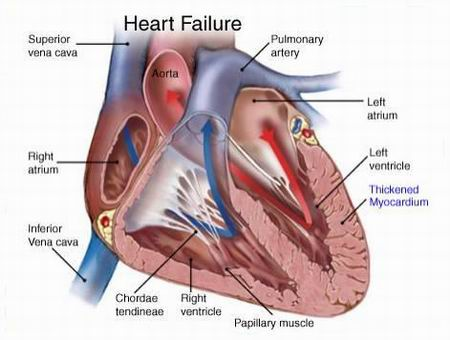 Heart Failure
Superior
vena cava
Pulmonary
artery
Aorta
Left
atrium
Right
atrium
Left
ventricle
Thickened
Myocardium
Inferior
Vena cava
Chordae
tendineae
Right
ventricle
Papillary muscle